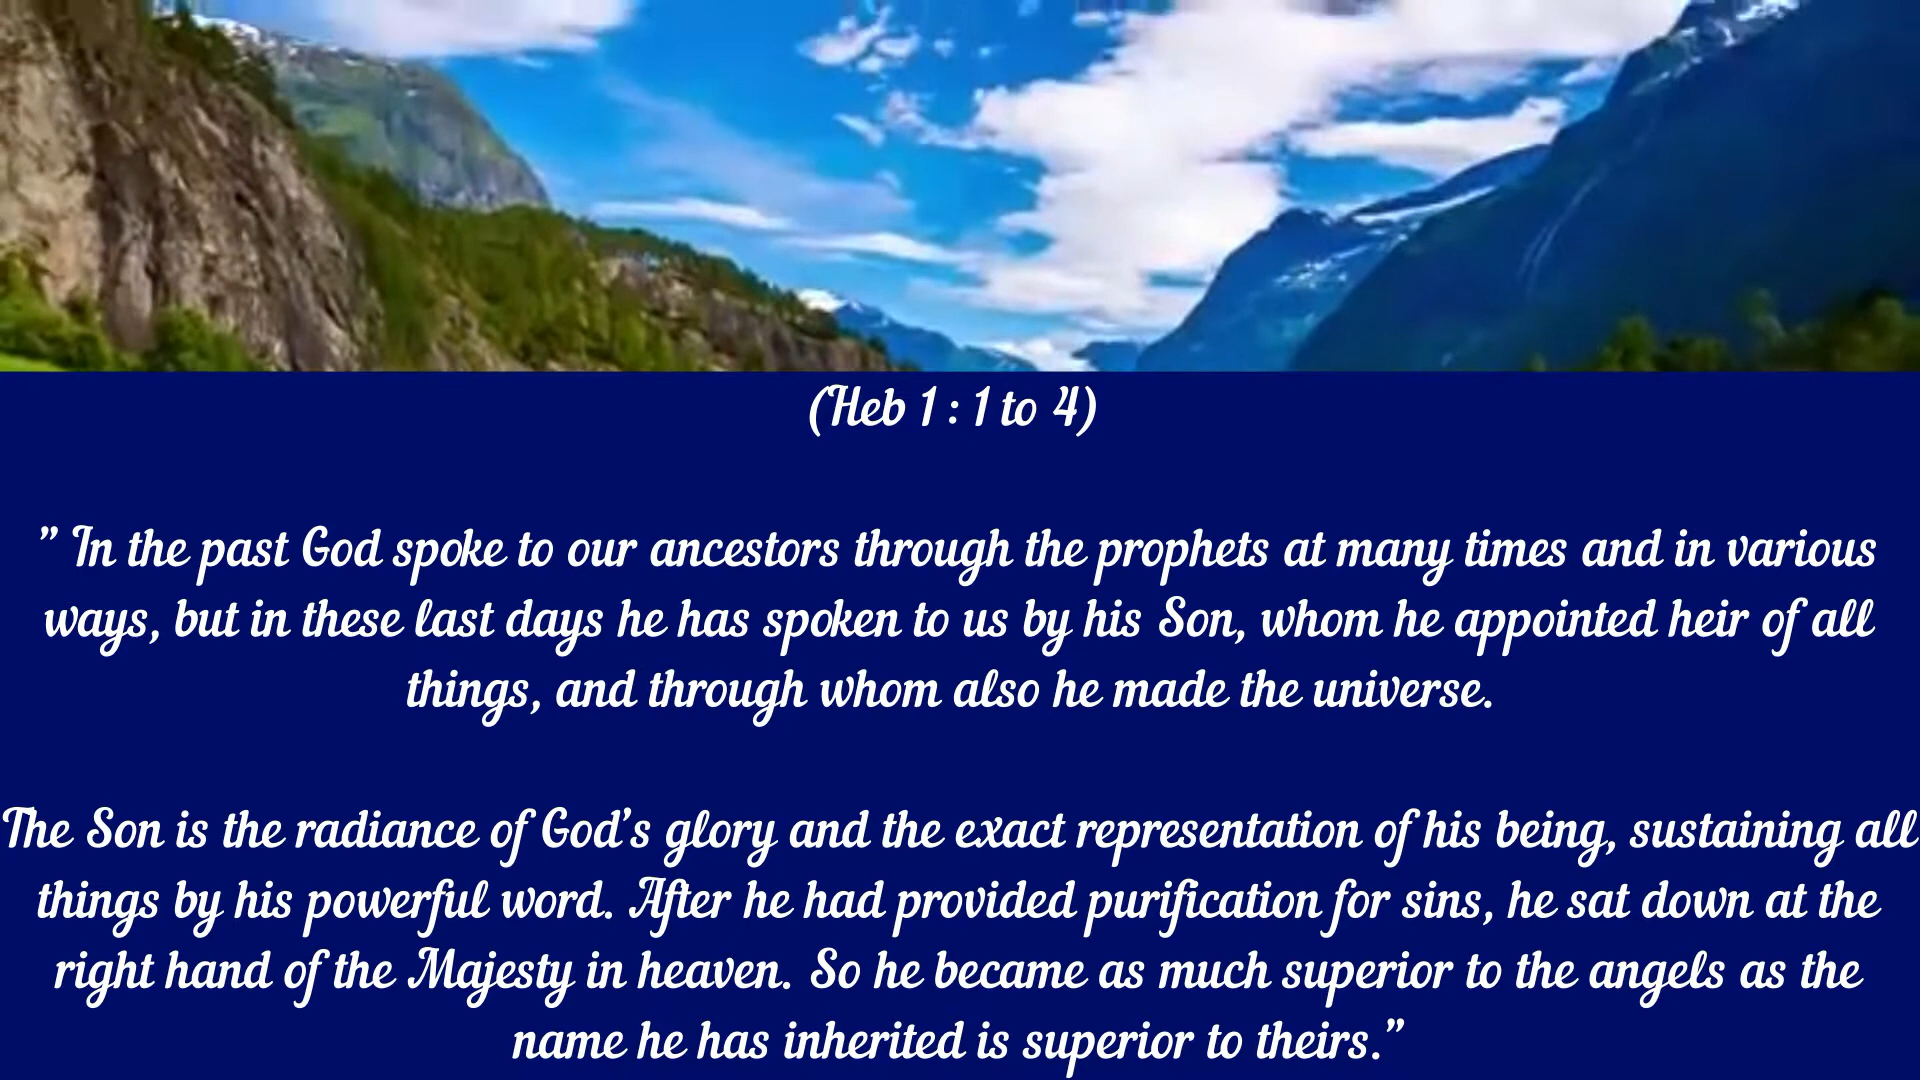 (Heb 1 : 1 to 4)
” In the past God spoke to our ancestors through the prophets at many times and in various
ways, but in these last days he has spoken to us by his Son, whom he appointed heir of all
things, and through whom also he made the universe.
The Son is the radiance of God’s glory and the exact representation of his being, sustaining all
things by his powerful word. After he had provided purification for sins, he sat down at the
right hand of the Majesty in heaven. So he became as much superior to the angels as the
name he has inherited is superior to theirs.”